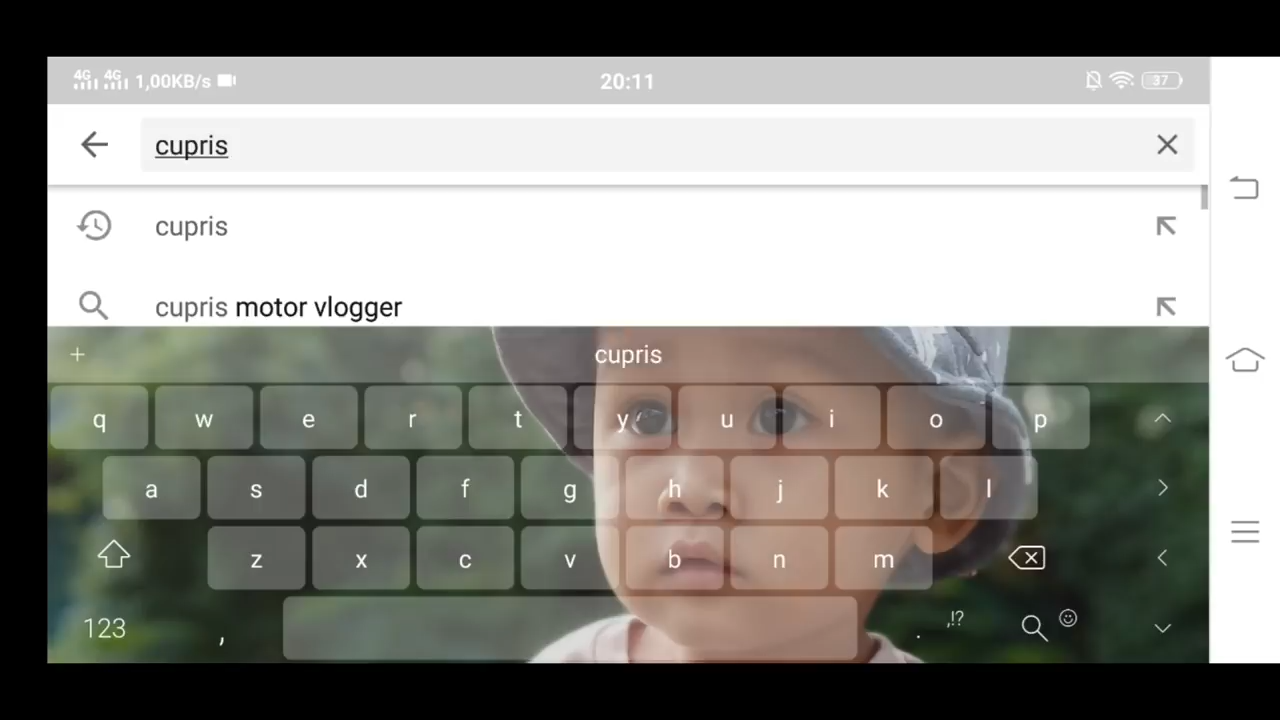 4G 4G 1,00KB/s 20:11 37
cupris
cupris
cupris motor vlogger
+ cupris
q w e r t y u i o p
a s d f g h j k l
z x c v b n m
123 , . ,!?